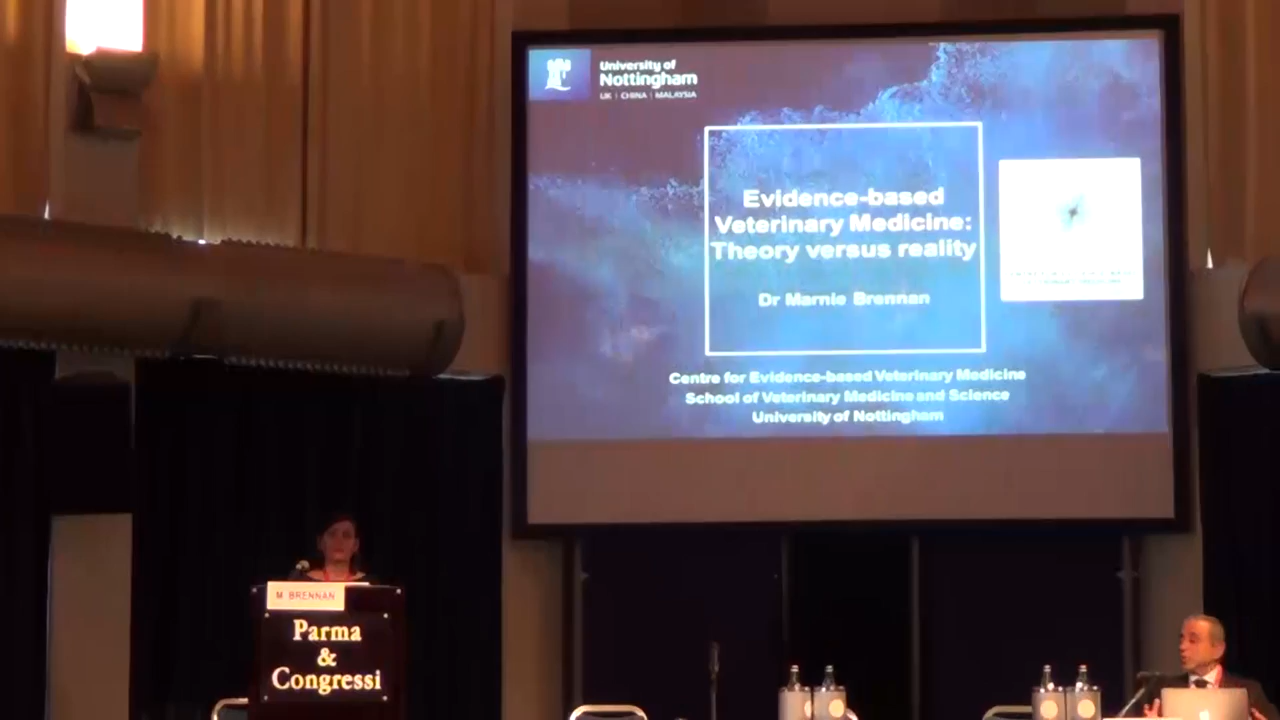 University of
Nottingham
UK | CHINA | MALAYSIA
Evidence-based
Veterinary Medicine:
Theory versus reality
Dr Marnie Brennan
Centre for Evidence-based Veterinary Medicine
School of Veterinary Medicine and Science
University of Nottingham
M. BRENNAN
Parma
&
Congressi